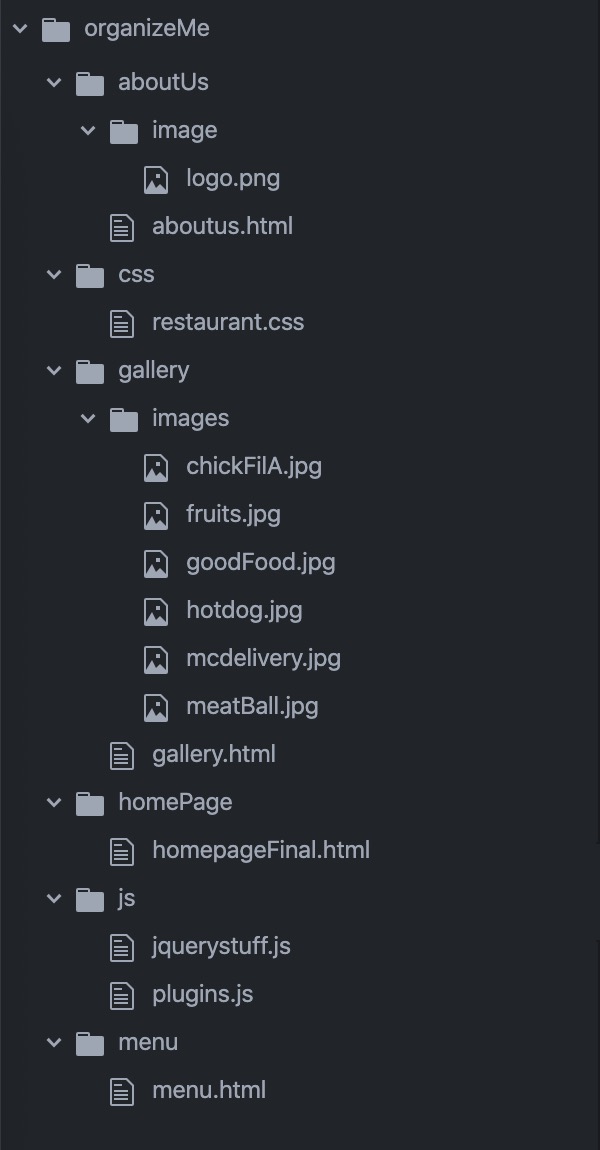 organizeMe
aboutUs
image
logo.png
aboutus.html
css
restaurant.css
gallery
images
chickFilA.jpg
fruits.jpg
goodFood.jpg
hotdog.jpg
mcdelivery.jpg
meatBall.jpg
gallery.html
homePage
homepageFinal.html
js
jquerystuff.js
plugins.js
menu
menu.html